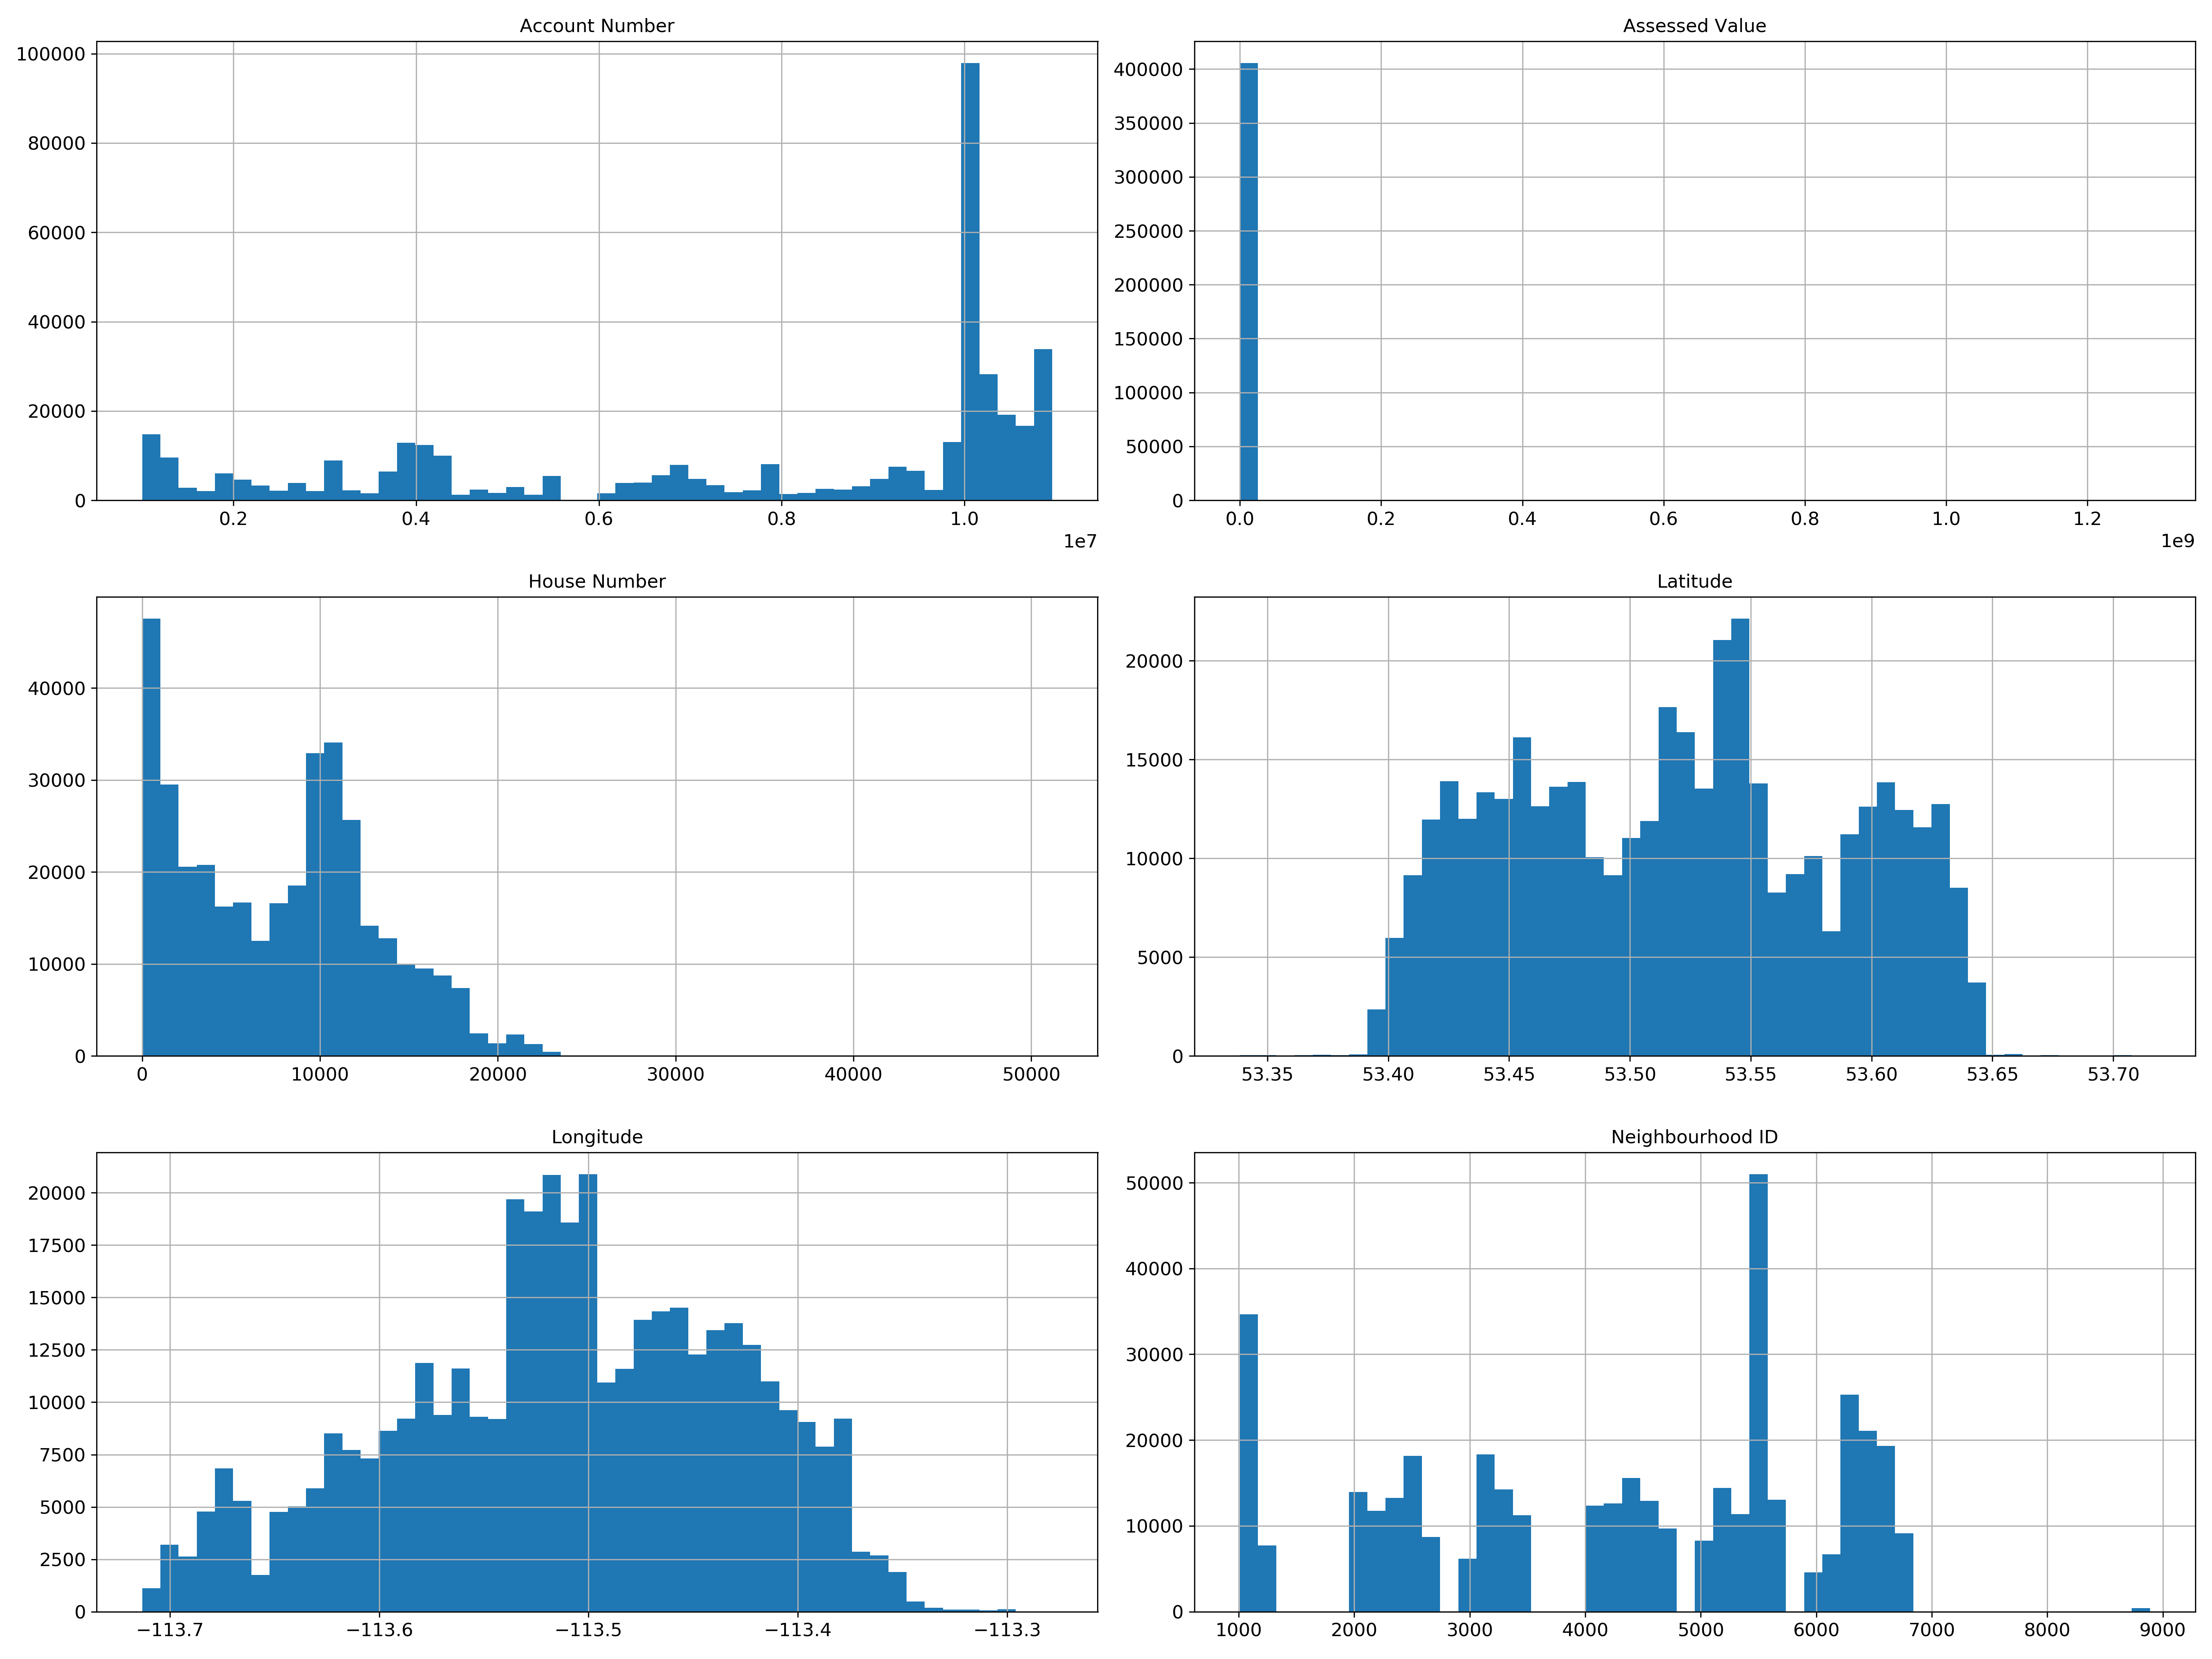 Account Number
Assessed Value
100000
80000
60000
40000
20000
0
0.2 0.4 0.6 0.8 1.0
1e7
400000
350000
300000
250000
200000
150000
100000
50000
0
0.0 0.2 0.4 0.6 0.8 1.0 1.2
1e9
House Number
Latitude
40000
30000
20000
10000
0
0 10000 20000 30000 40000 50000
20000
15000
10000
5000
0
53.35 53.40 53.45 53.50 53.55 53.60 53.65 53.70
Longitude
Neighbourhood ID
20000
17500
15000
12500
10000
7500
5000
2500
0
−113.7 −113.6 −113.5 −113.4 −113.3
50000
40000
30000
20000
10000
0
1000 2000 3000 4000 5000 6000 7000 8000 9000